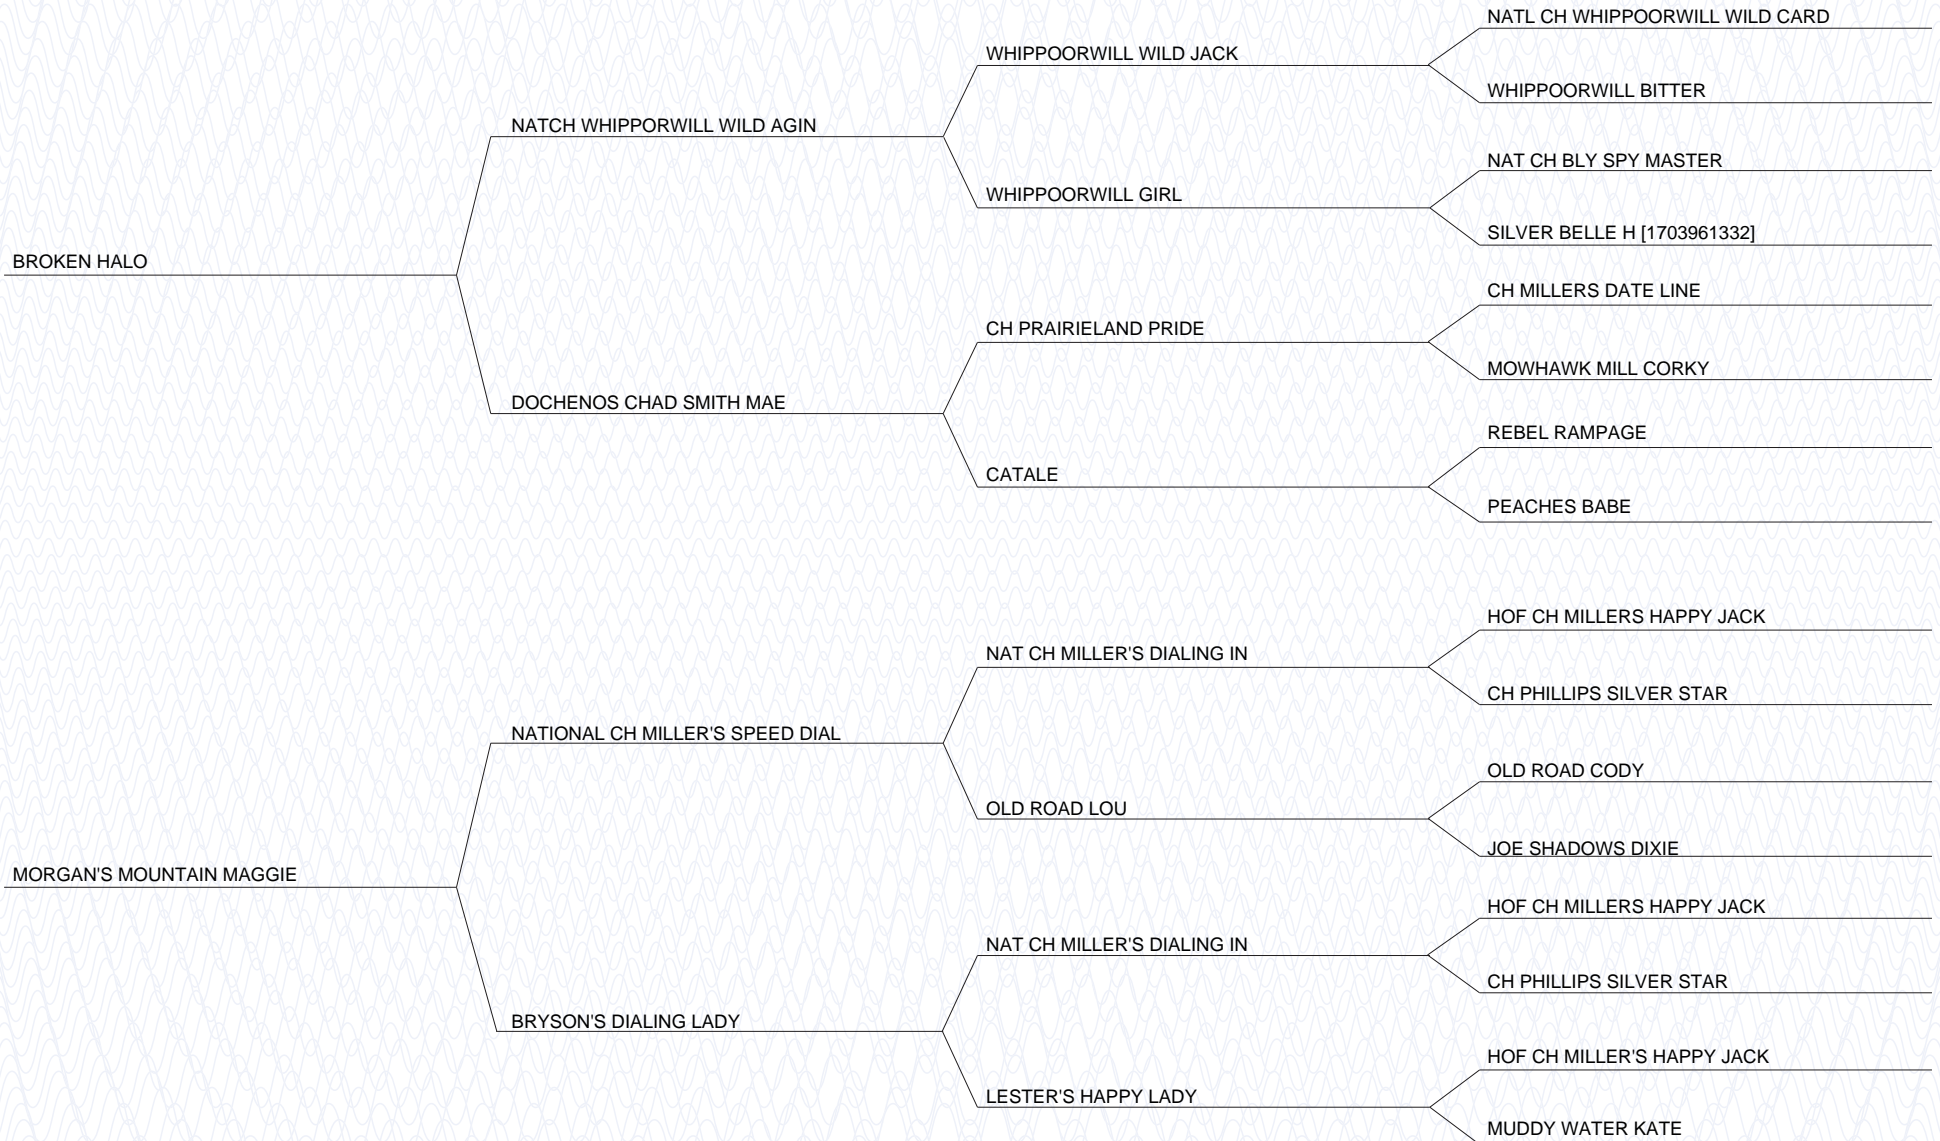 NATL CH WHIPPOORWILL WILD CARD
WHIPPOORWILL WILD JACK
WHIPPOORWILL BITTER
NATCH WHIPPORWILL WILD AGIN
NAT CH BLY SPY MASTER
WHIPPOORWILL GIRL
SILVER BELLE H [1703961332]
BROKEN HALO
CH MILLERS DATE LINE
CH PRAIRIELAND PRIDE
MOWHAWK MILL CORKY
DOCHENOS CHAD SMITH MAE
REBEL RAMPAGE
CATALE
PEACHES BABE
HOF CH MILLERS HAPPY JACK
NAT CH MILLER'S DIALING IN
CH PHILLIPS SILVER STAR
NATIONAL CH MILLER'S SPEED DIAL
OLD ROAD CODY
OLD ROAD LOU
JOE SHADOWS DIXIE
MORGAN'S MOUNTAIN MAGGIE
HOF CH MILLERS HAPPY JACK
NAT CH MILLER'S DIALING IN
CH PHILLIPS SILVER STAR
BRYSON'S DIALING LADY
HOF CH MILLER'S HAPPY JACK
LESTER'S HAPPY LADY
MUDDY WATER KATE